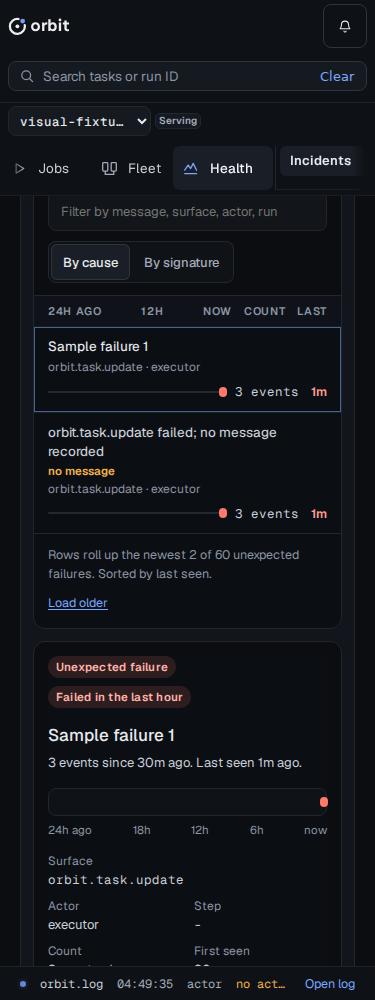 orbit
Search tasks or run ID Clear
visual-fixtu… Serving
Jobs Fleet Health Incidents
Filter by message, surface, actor, run
By cause By signature
24H AGO 12H NOW COUNT LAST
Sample failure 1
orbit.task.update · executor
3 events 1m
orbit.task.update failed; no message
recorded
no message
orbit.task.update · executor
3 events 1m
Rows roll up the newest 2 of 60 unexpected
failures. Sorted by last seen.
Load older
Unexpected failure
Failed in the last hour
Sample failure 1
3 events since 30m ago. Last seen 1m ago.
24h ago 18h 12h 6h now
Surface
orbit.task.update
Actor Step
executor –
Count First seen
orbit.log 04:49:35 actor no act… Open log